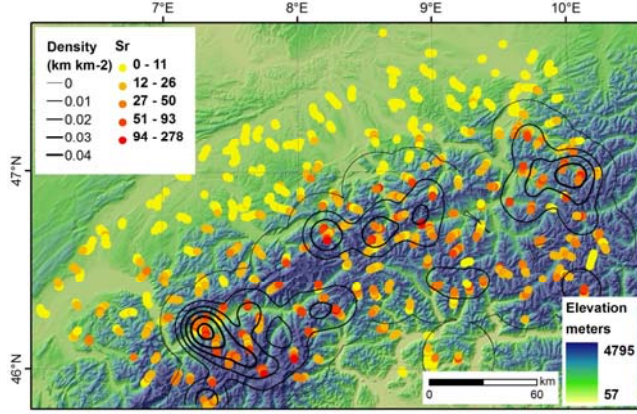 7°E 8°E 9°E 10°E
Density Sr
(km km-2)
0 0 - 11
0.01 12 - 26
0.02 27 - 50
0.03 51 - 93
0.04 94 - 278
47°N
46°N
Elevation
meters
4795
57
km
0 60